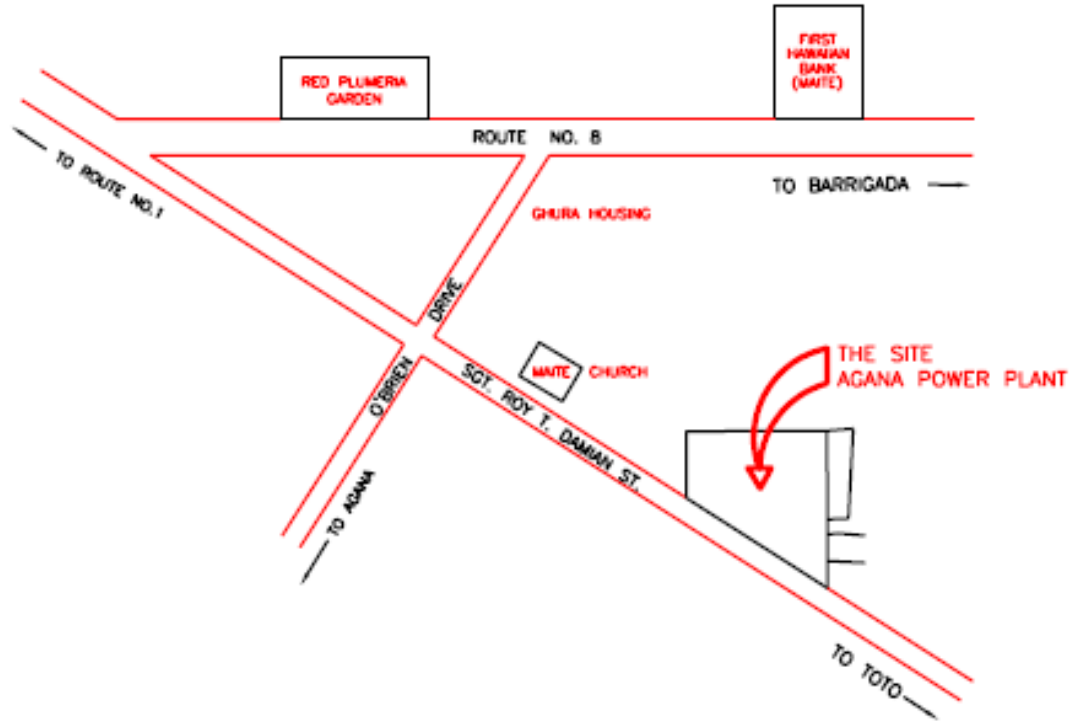 FIRST
HAWAIIAN
BANK
(MAITE)
RED PLUMERIA
GARDEN
ROUTE NO. 8
TO ROUTE NO.1
TO BARRIGADA
GHURA HOUSING
O'BRIEN DRIVE
MAITE CHURCH
THE SITE
AGANA POWER PLANT
SGT. ROY T. DAMIAN ST.
TO AGANA
TO TOTO